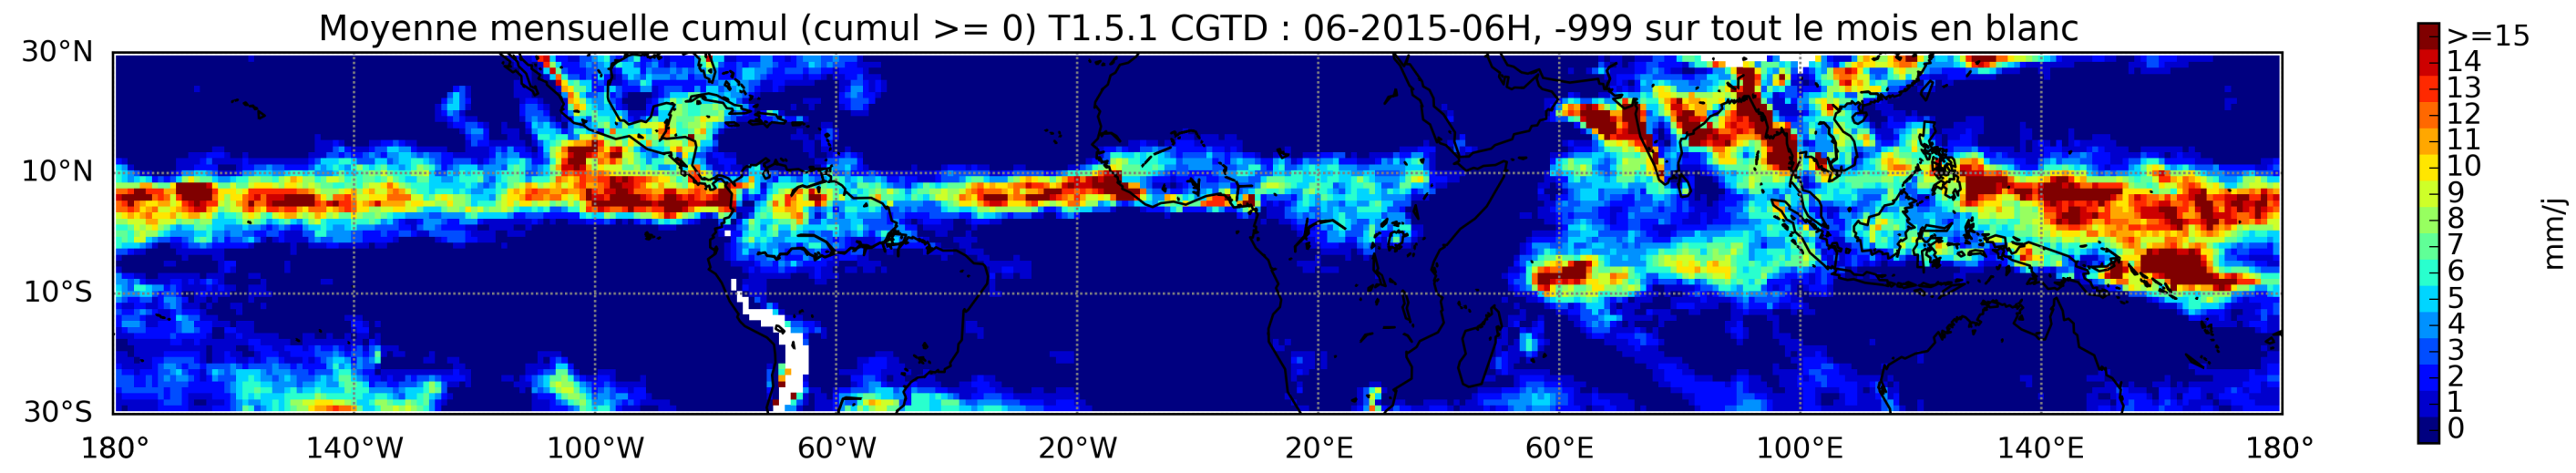 Moyenne mensuelle cumul (cumul >= 0) T1.5.1 CGTD : 06-2015-06H, -999 sur tout le mois en blanc
30°N
10°N
10°S
30°S
180° 140°W 100°W 60°W 20°W 20°E 60°E 100°E 140°E 180°
>=15
14
13
12
11
10
9
8
7
6
5
4
3
2
1
0
mm/j